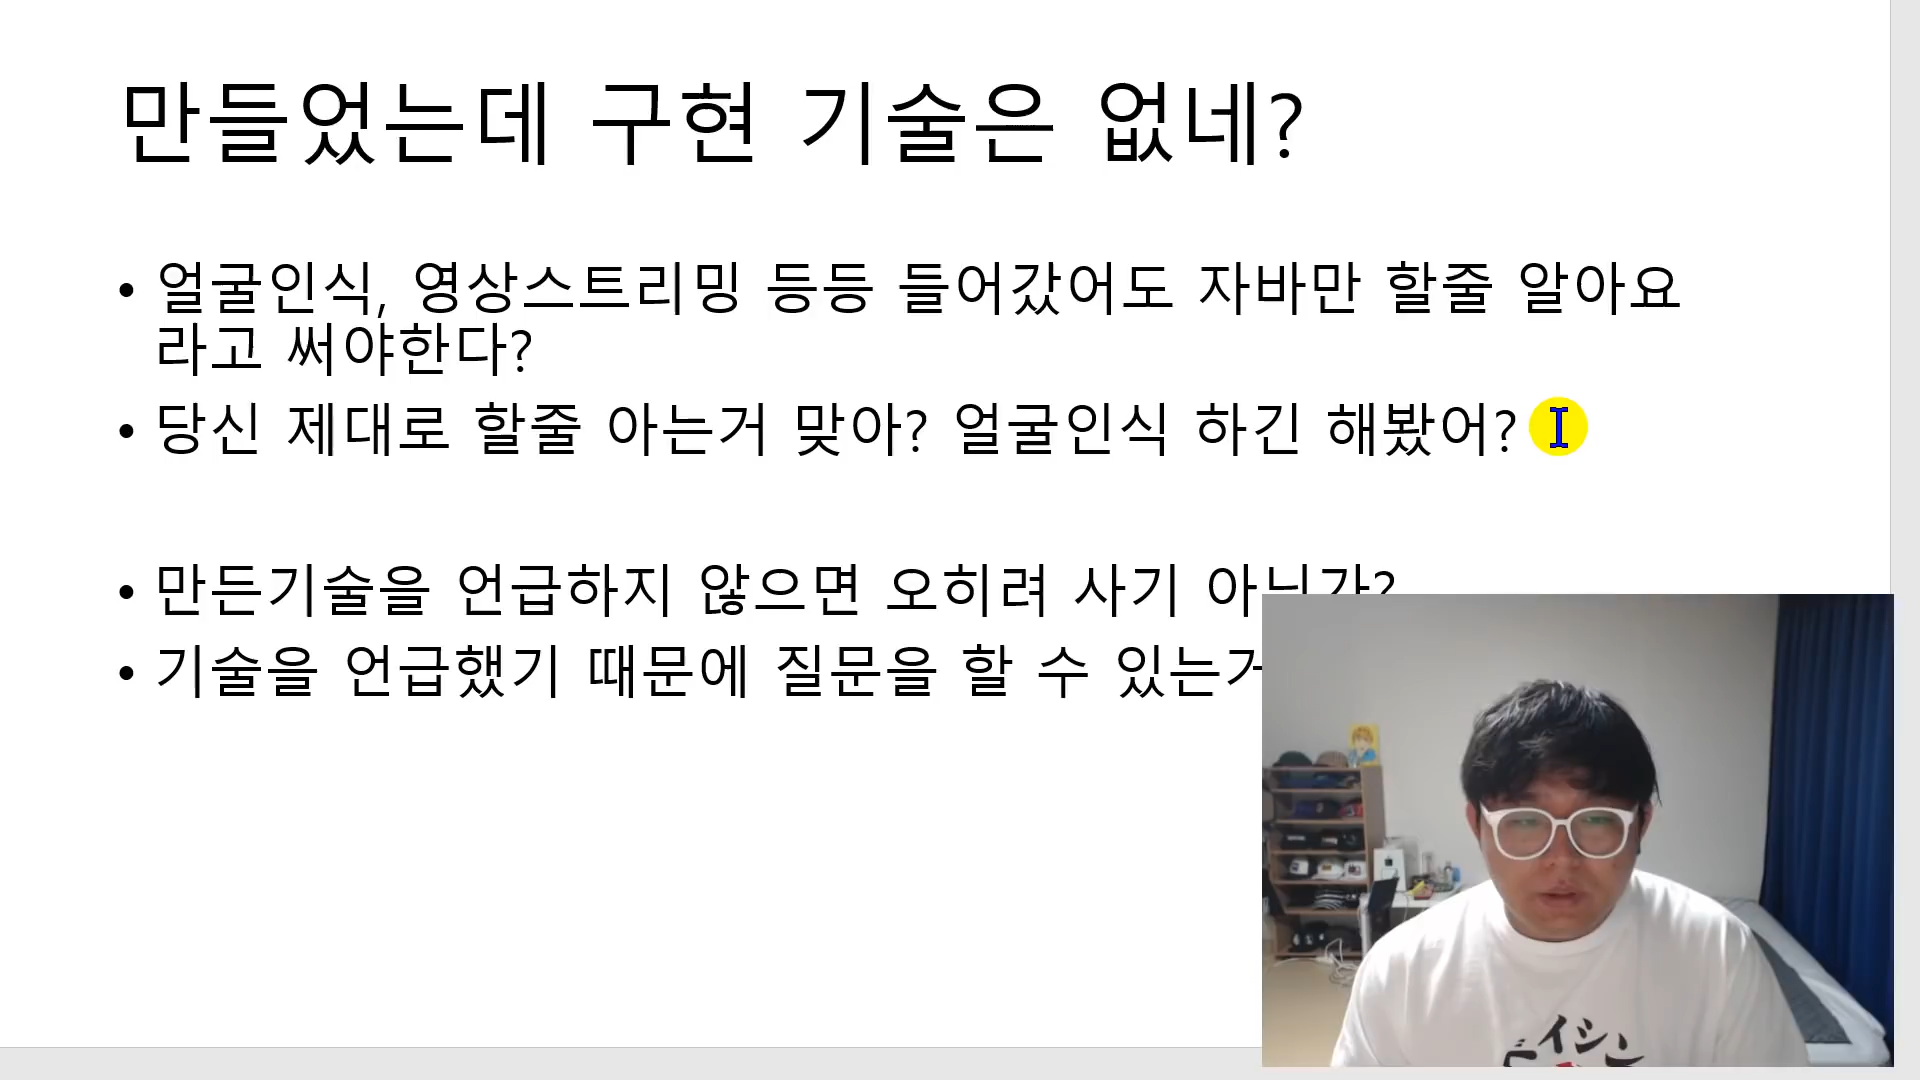 만들었는데 구현 기술은 없네?
• 얼굴인식, 영상스트리밍 등등 들어갔어도 자바만 할줄 알아요
라고 써야한다?
• 당신 제대로 할줄 아는거 맞아? 얼굴인식 하긴 해봤어?
• 만든기술을 언급하지 않으면 오히려 사기 아닌가?
• 기술을 언급했기 때문에 질문을 할 수 있는거